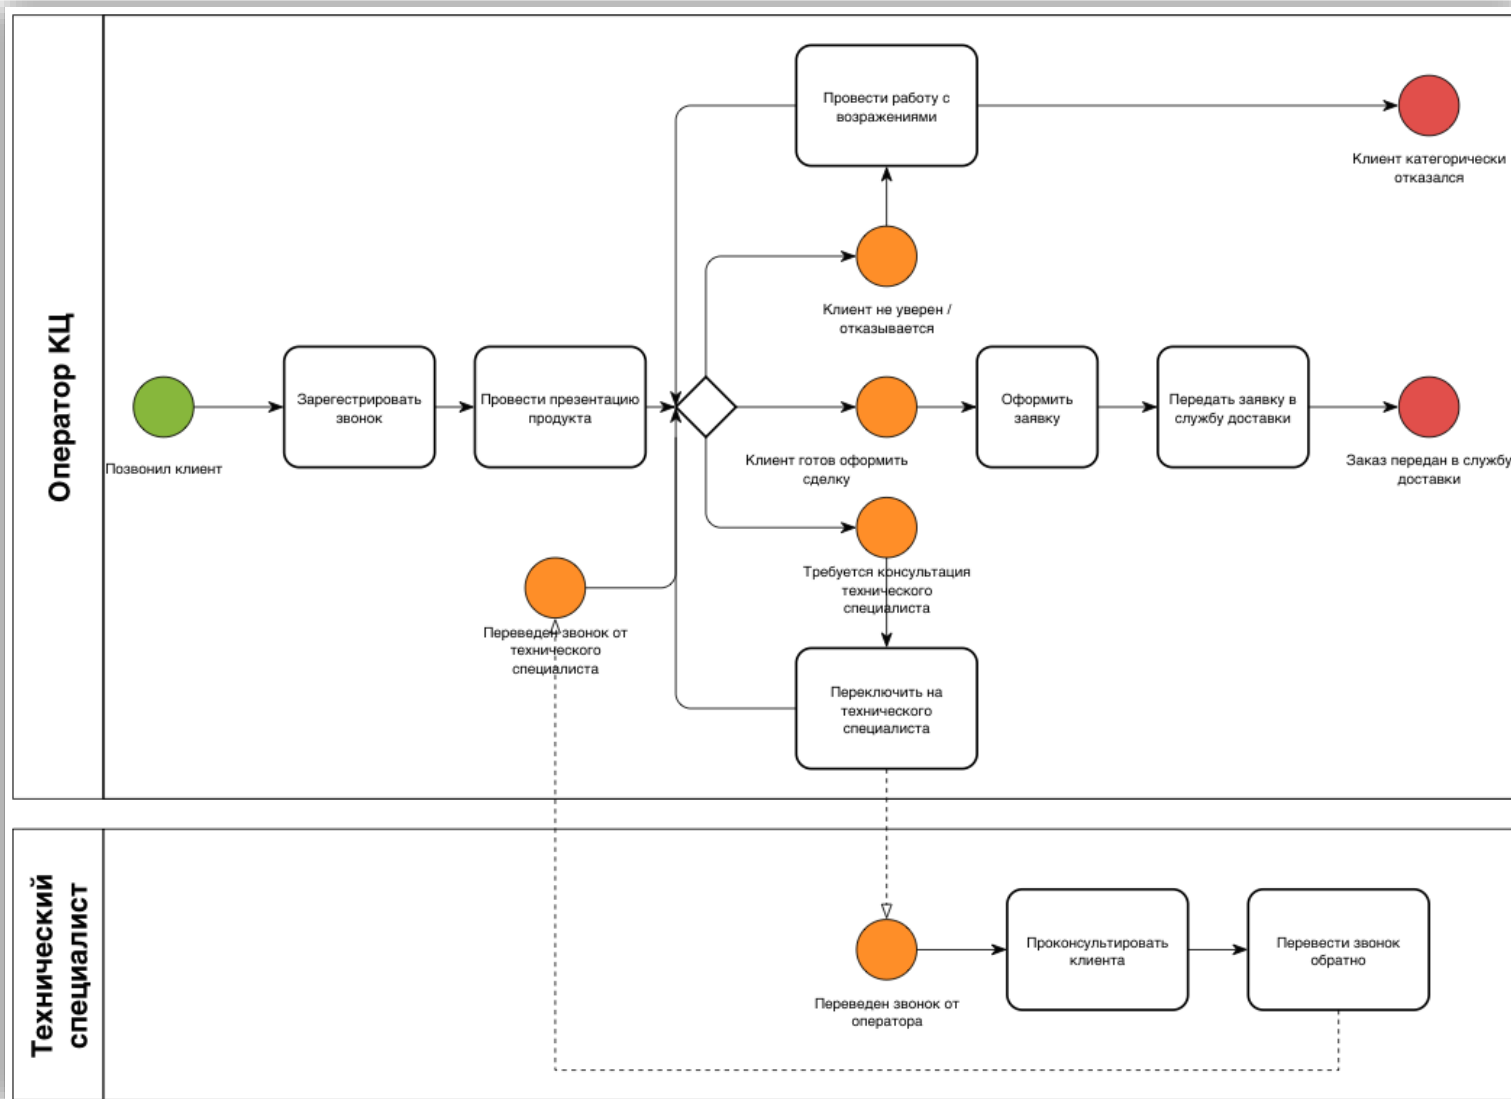 Оператор КЦ
Провести работу с
возражениями
Клиент категорически
отказался
Клиент не уверен /
отказывается
Позвонил клиент
Зарегестрировать
звонок
Провести презентацию
продукта
Клиент готов оформить
сделку
Оформить
заявку
Передать заявку в
службу доставки
Заказ передан в службу
доставки
Требуется консультация
технического
специалиста
Переведен звонок от
технического
специалиста
Переключить на
технического
специалиста
Технический
специалист
Переведен звонок от
оператора
Проконсультировать
клиента
Перевести звонок
обратно